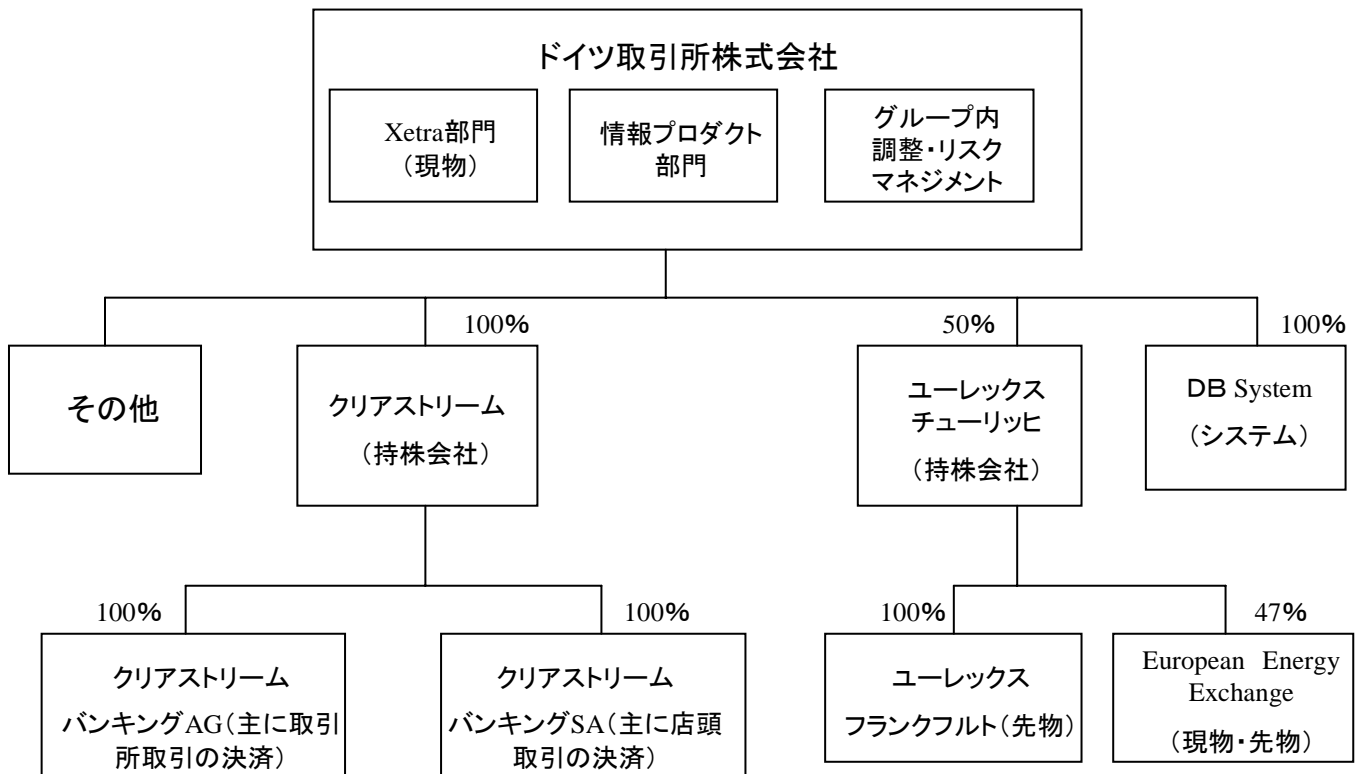 ドイツ取引所株式会社
Xetra部門
（現物）
情報プロダクト
部門
グループ内
調整・リスク
マネジメント
100%
50%
100%
その他
クリアストリーム
（持株会社）
ユーレックス
チューリッヒ
（持株会社）
DB System
（システム）
100%
100%
100%
47%
クリアストリーム
バンキングAG（主に取引
所取引の決済）
クリアストリーム
バンキングSA（主に店頭
取引の決済）
ユーレックス
フランクフルト（先物）
European Energy
Exchange
（現物・先物）